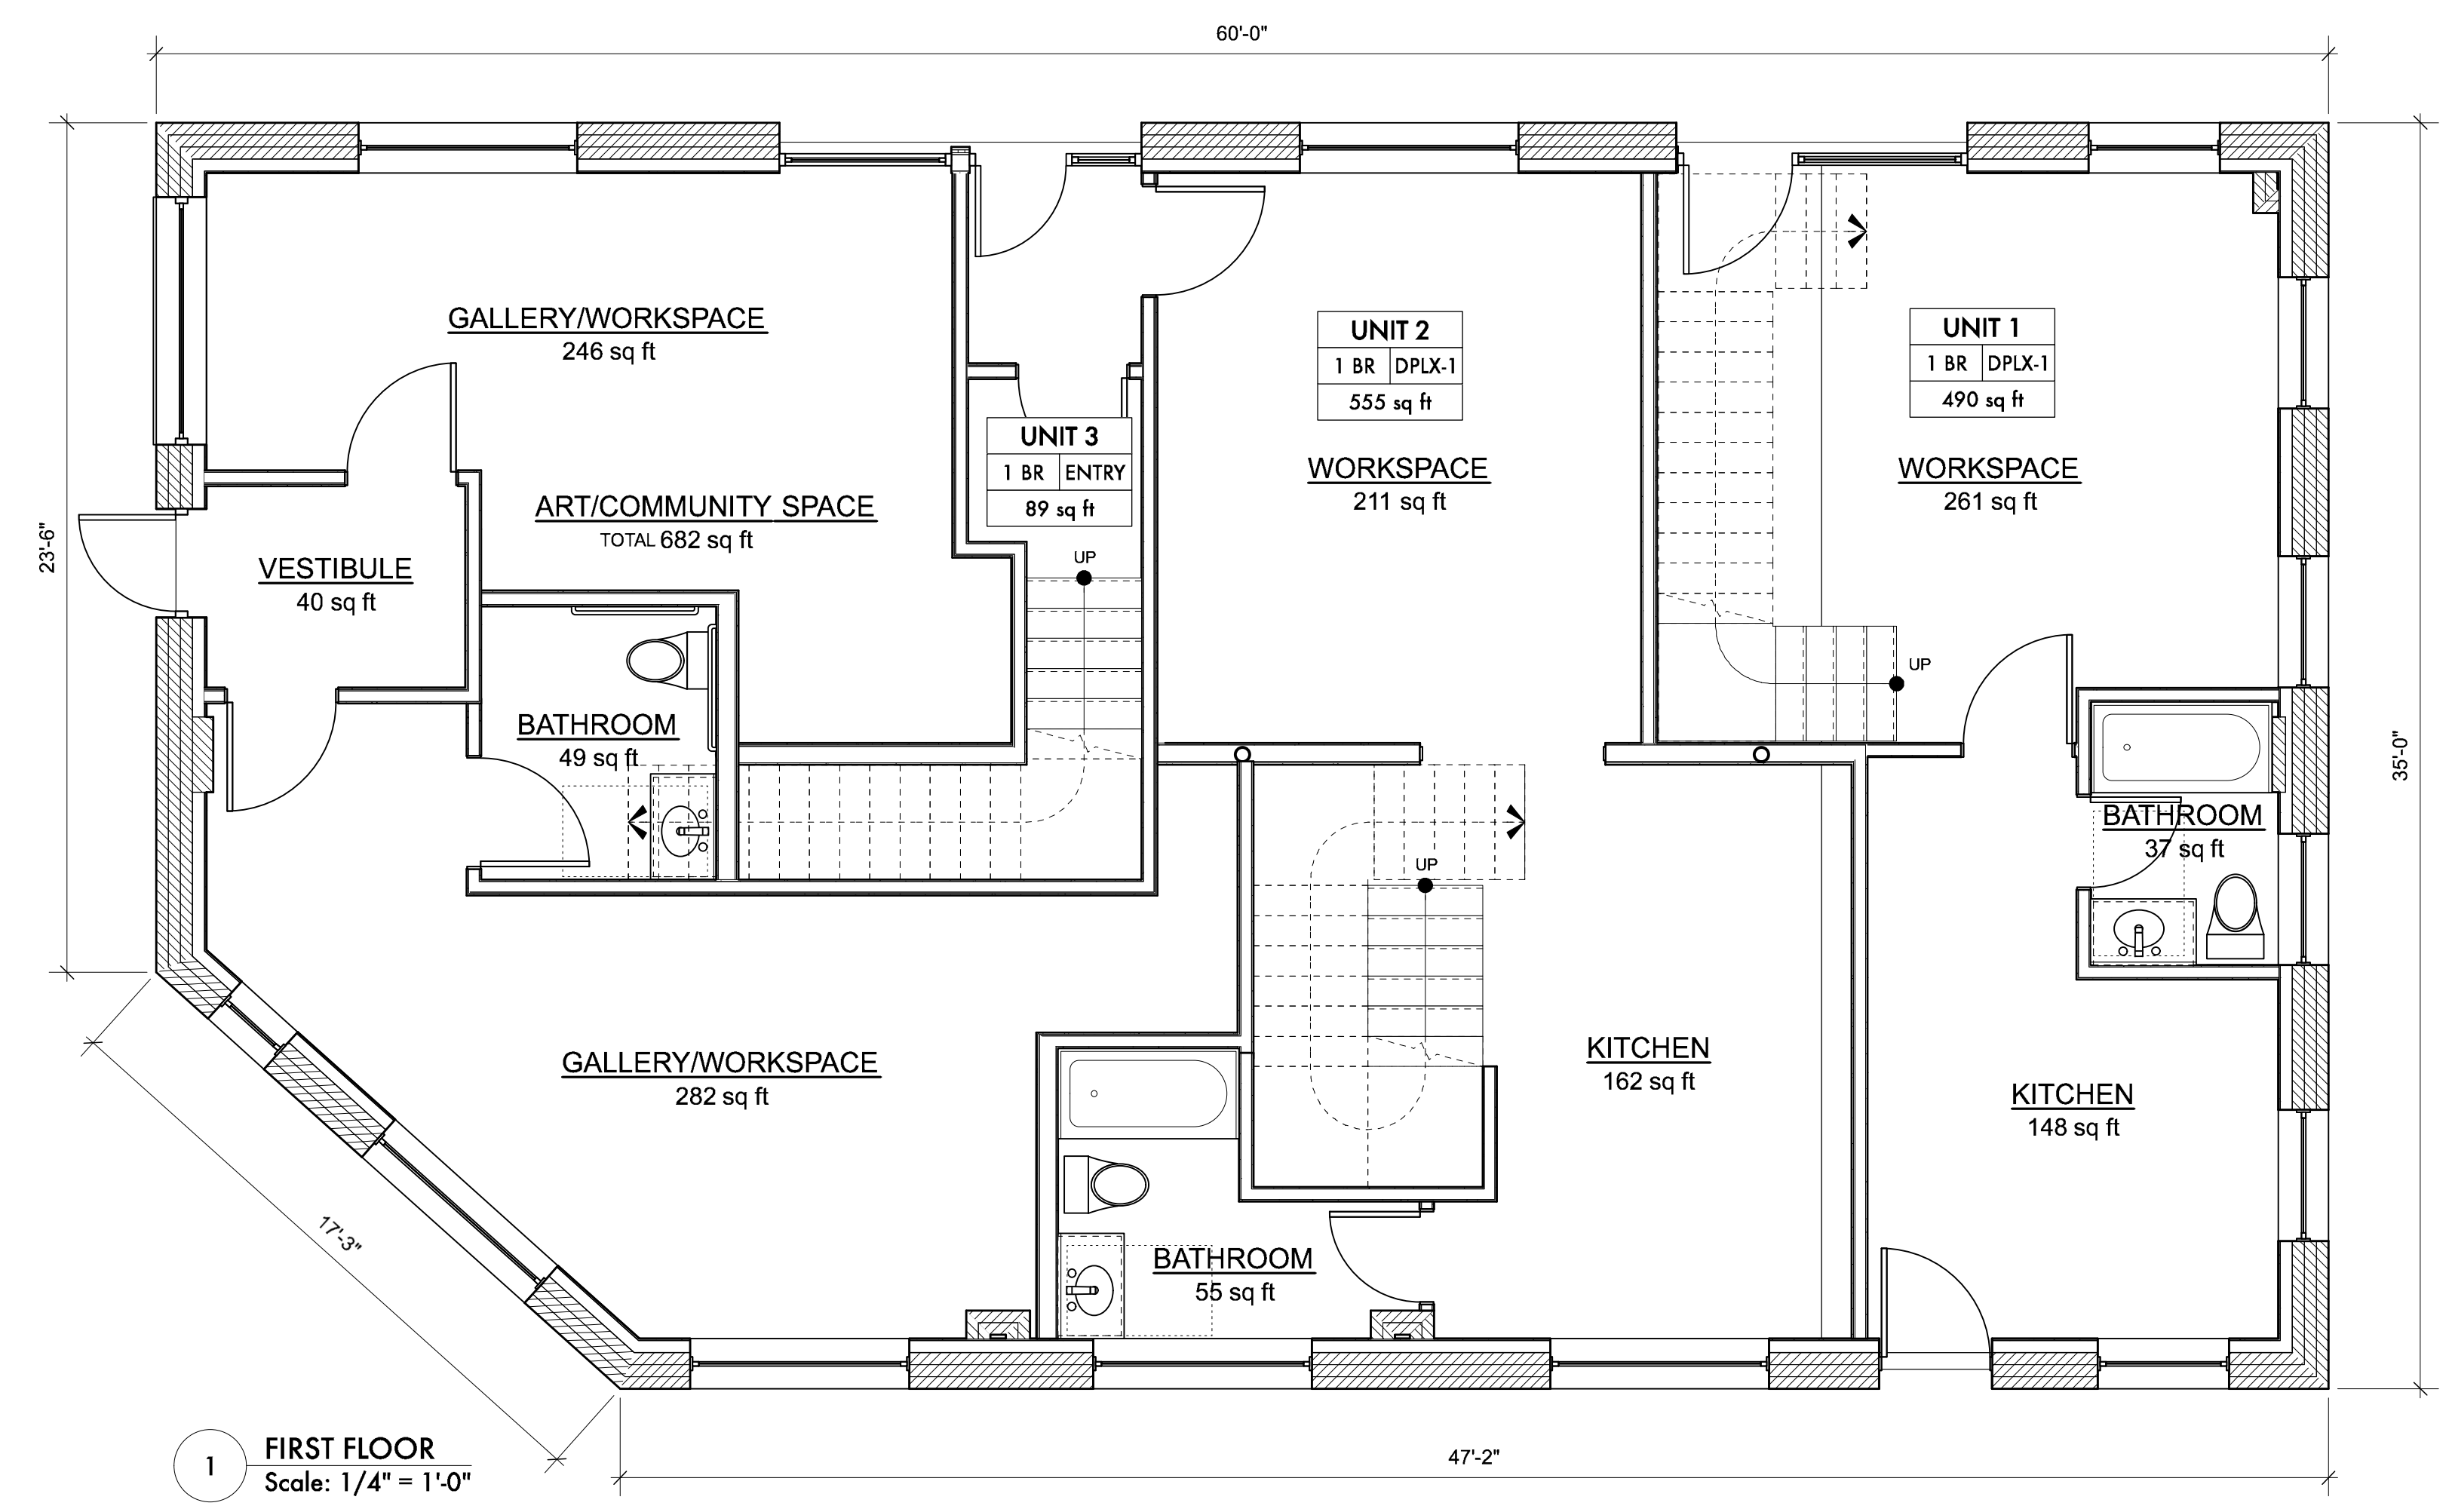 60'-0"
GALLERY/WORKSPACE
246 sq ft
UNIT 2
1 BR DPLX-1
555 sq ft
UNIT 1
1 BR DPLX-1
490 sq ft
UNIT 3
1 BR ENTRY
89 sq ft
WORKSPACE
211 sq ft
WORKSPACE
261 sq ft
ART/COMMUNITY SPACE
TOTAL 682 sq ft
23'-6"
VESTIBULE
40 sq ft
UP
UP
BATHROOM
49 sq ft
35'-0"
BATHROOM
37 sq ft
UP
GALLERY/WORKSPACE
282 sq ft
KITCHEN
162 sq ft
KITCHEN
148 sq ft
17'-3"
BATHROOM
55 sq ft
1
FIRST FLOOR
Scale: 1/4" = 1'-0"
47'-2"